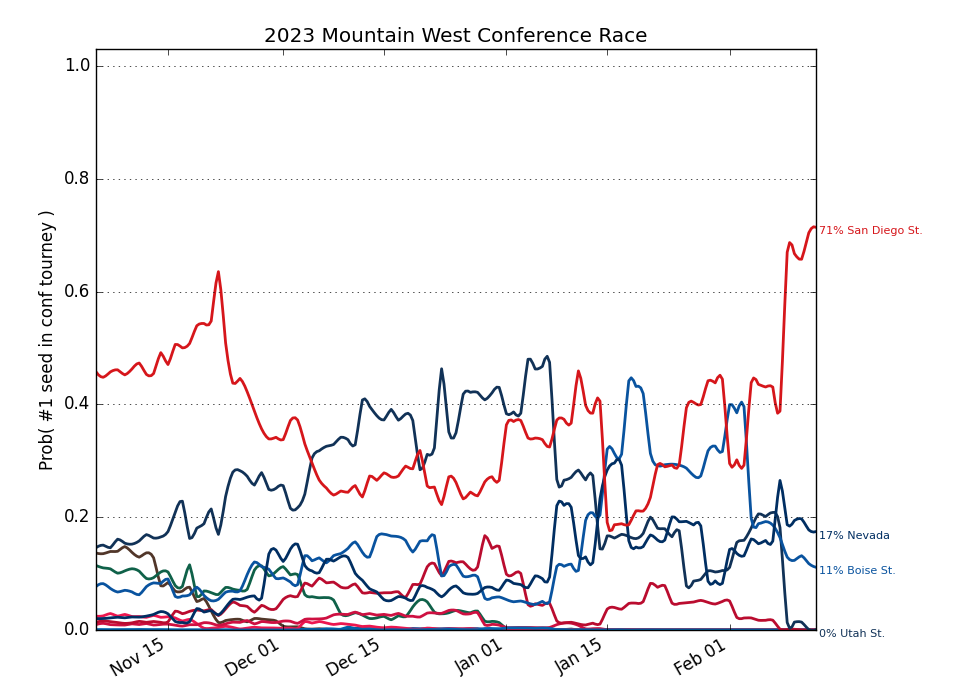 2023 Mountain West Conference Race
Prob( #1 seed in conf tourney )
1.0
0.8
0.6
0.4
0.2
0.0
71% San Diego St.
17% Nevada
11% Boise St.
0% Utah St.
Nov 15
Dec 01
Dec 15
Jan 01
Jan 15
Feb 01